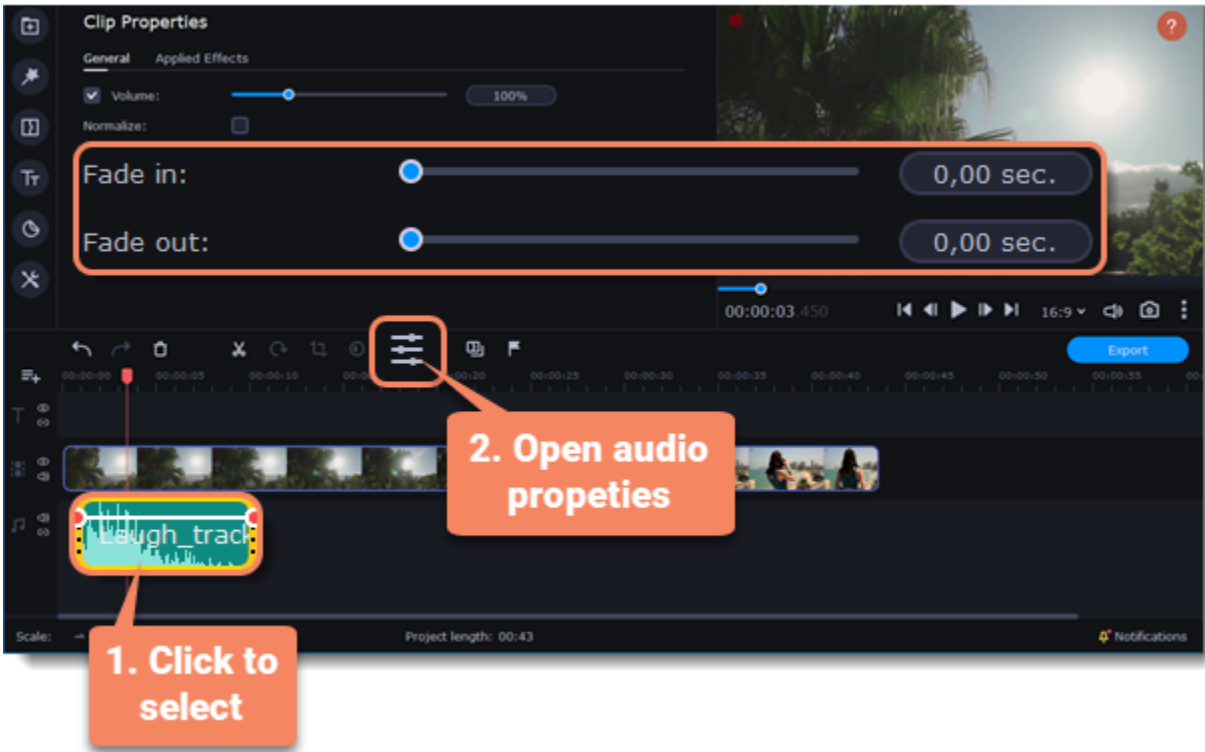 Clip Properties
General Applied Effects
Volume: 100%
Normalize:
Fade in: 0,00 sec.
Fade out: 0,00 sec.
00:00:03.450 16:9
Export
00:00:00 00:00:05 00:00:10 00:00:25 00:00:30 00:00:35 00:00:40 00:00:45 00:00:50 00:00:55
2. Open audio
propeties
Laugh_track
1. Click to
select
Scale: Project length: 00:43 Notifications